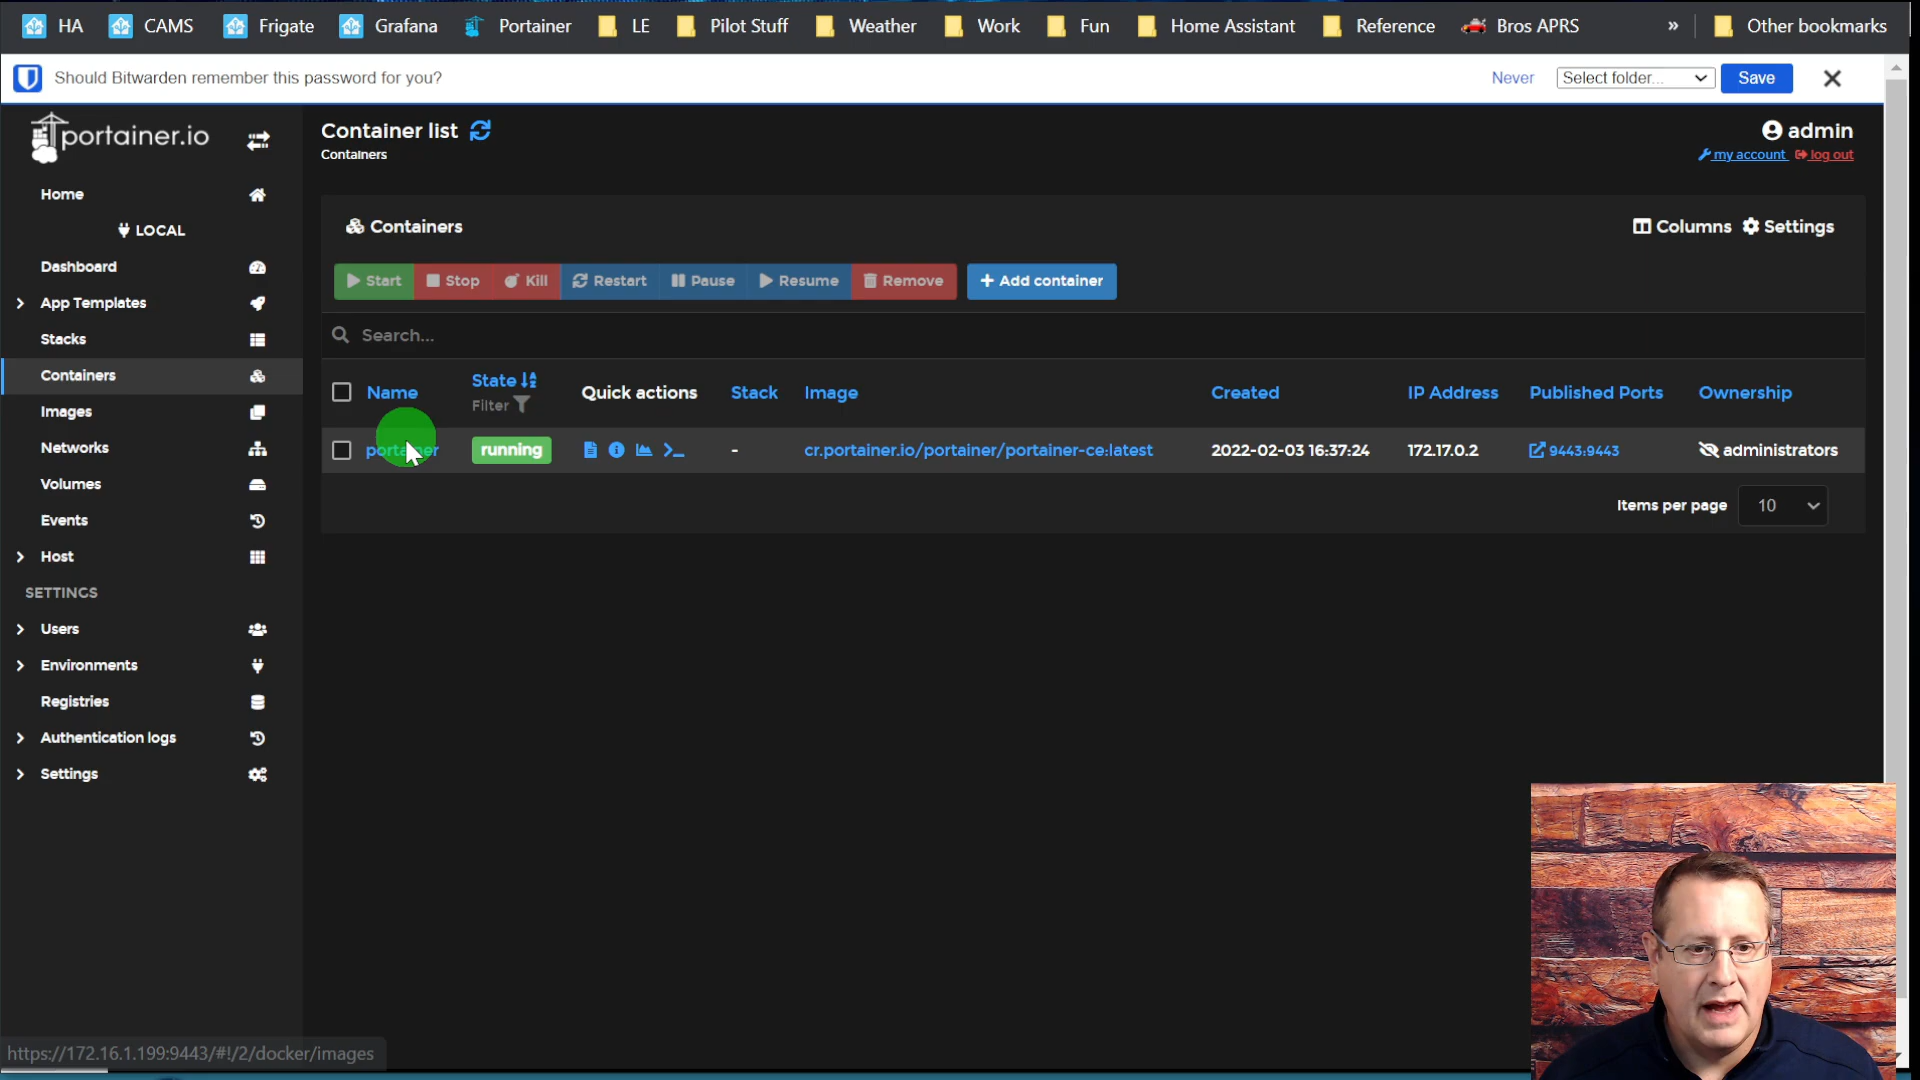 HA CAMS Frigate Grafana Portainer LE Pilot Stuff Weather Work Fun Home Assistant Reference Bros APRS » Other bookmarks
Should Bitwarden remember this password for you? Never Select folder... Save
portainer.io
Container list
Containers
admin
my account log out
Home
LOCAL
Dashboard
App Templates
Stacks
Containers
Images
Networks
Volumes
Events
Host
SETTINGS
Users
Environments
Registries
Authentication logs
Settings
Containers Columns Settings
Start Stop Kill Restart Pause Resume Remove + Add container
Search...
Name State Filter Quick actions Stack Image Created IP Address Published Ports Ownership
portainer running - cr.portainer.io/portainer/portainer-ce:latest 2022-02-03 16:37:24 172.17.0.2 9443:9443 administrators
Items per page 10
https://172.16.1.199:9443/#!/2/docker/images